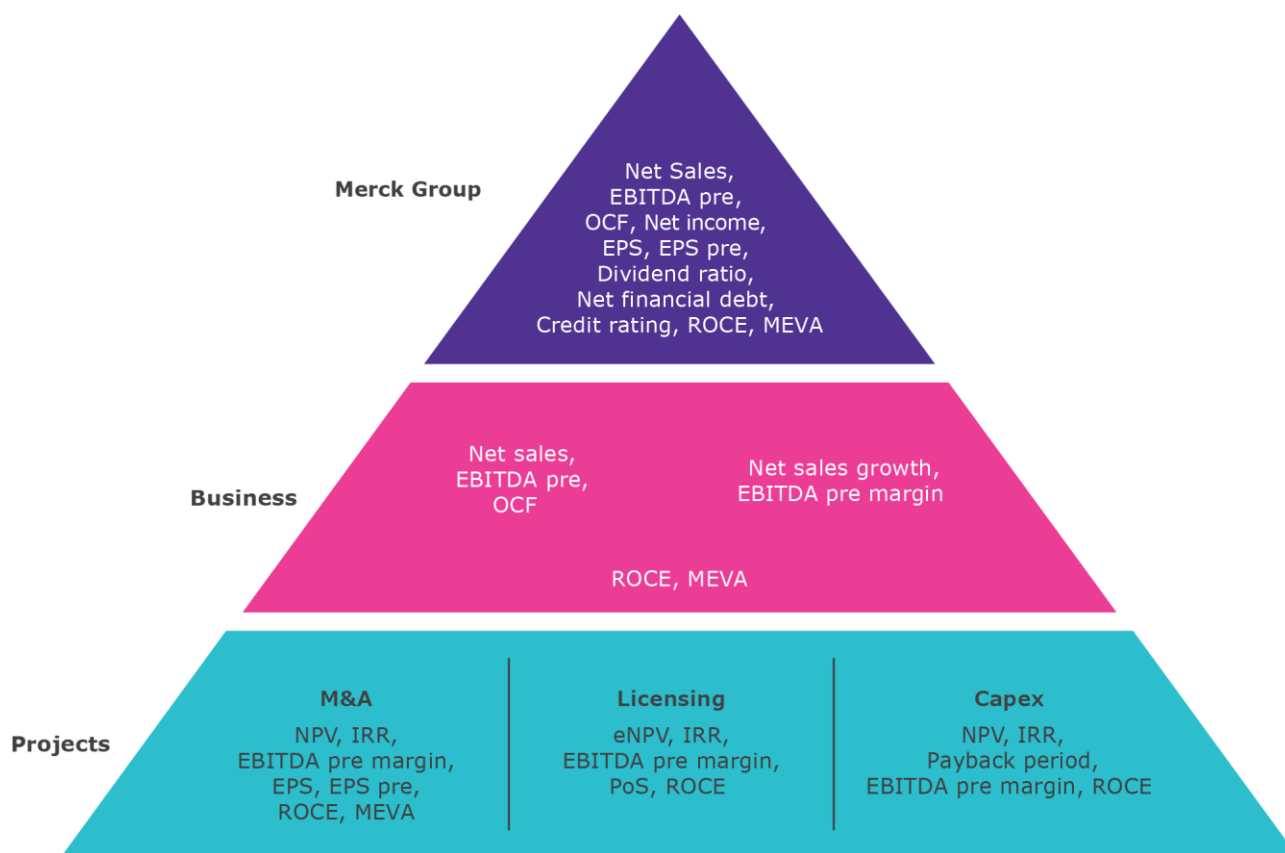 Merck Group
Net Sales,
EBITDA pre,
OCF, Net income,
EPS, EPS pre,
Dividend ratio,
Net financial debt,
Credit rating, ROCE, MEVA
Business
Net sales,
EBITDA pre,
OCF
Net sales growth,
EBITDA pre margin
ROCE, MEVA
Projects
M&A
NPV, IRR,
EBITDA pre margin,
EPS, EPS pre,
ROCE, MEVA
Licensing
eNPV, IRR,
EBITDA pre margin,
PoS, ROCE
Capex
NPV, IRR,
Payback period,
EBITDA pre margin, ROCE